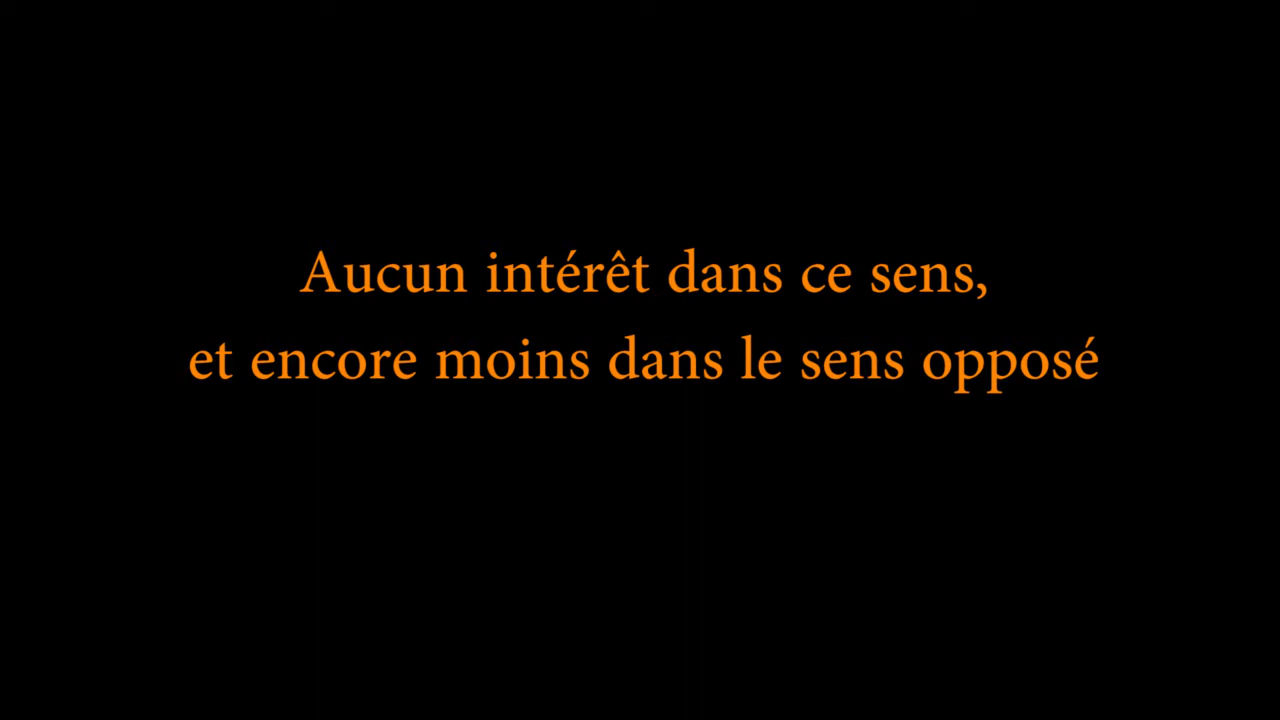 Aucun intérêt dans ce sens,
et encore moins dans le sens opposé